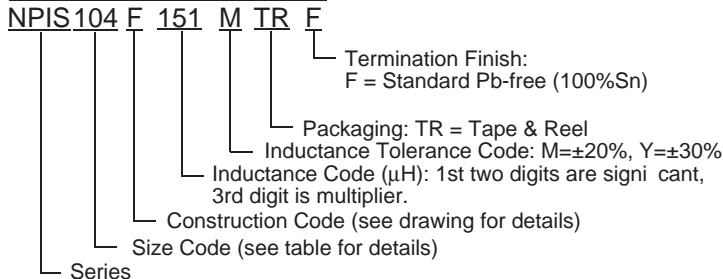 NPIS 104 F 151 M TR F
Termination Finish:
F = Standard Pb-free (100%Sn)
Packaging: TR = Tape & Reel
Inductance Tolerance Code: M=±20%, Y=±30%
Inductance Code (μH): 1st two digits are signi cant,
3rd digit is multiplier.
Construction Code (see drawing for details)
Size Code (see table for details)
Series